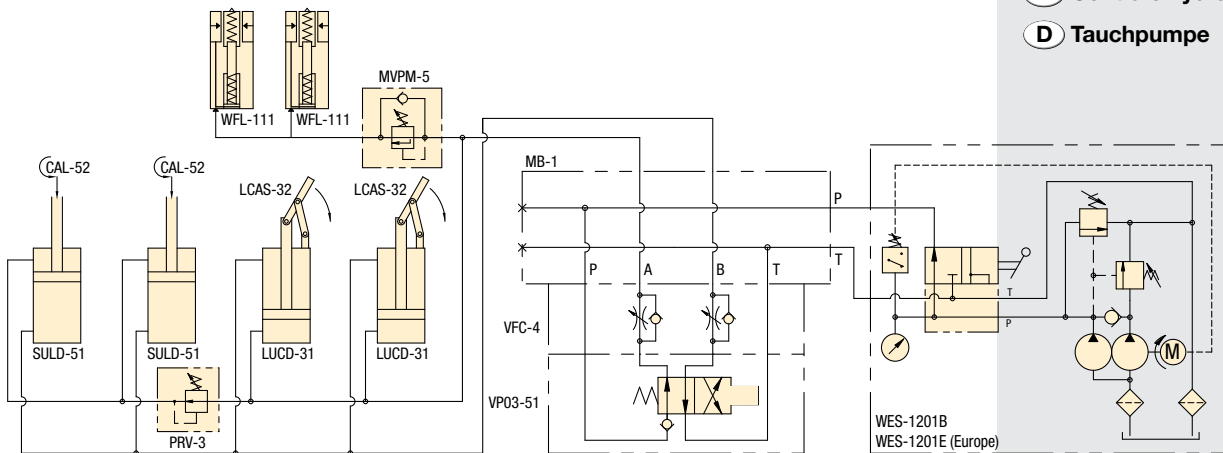 D Tauchpumpe
WFL-111
WFL-111
MVPM-5
CAL-52
CAL-52
LCAS-32
LCAS-32
MB-1
P
T
P
A
B
T
T
P
VFC-4
SULD-51
SULD-51
LUCD-31
LUCD-31
M
VP03-51
PRV-3
WES-1201B
WES-1201E (Europe)